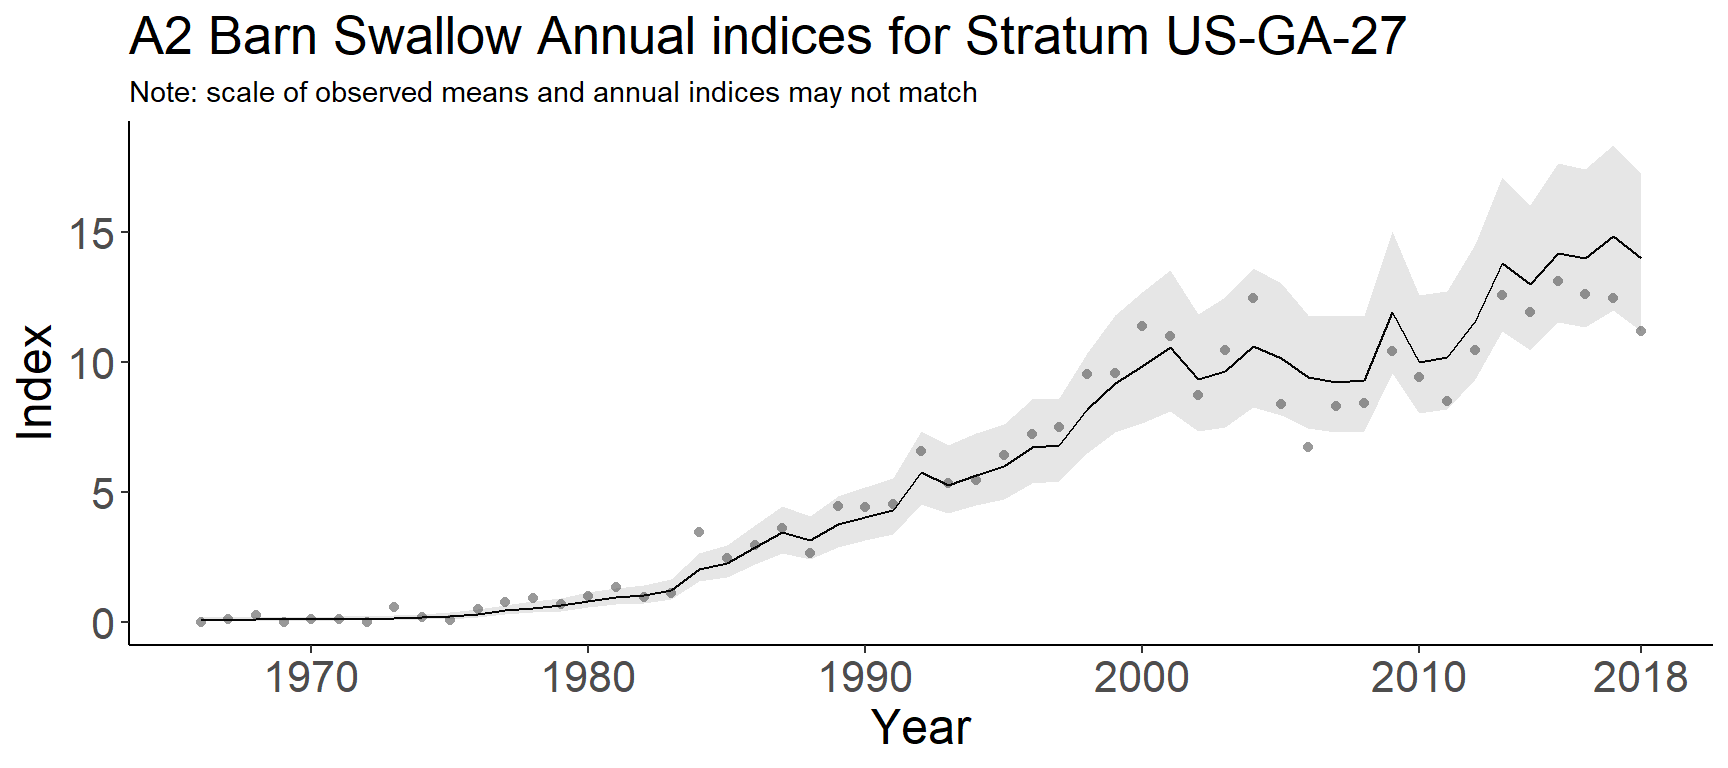 A2 Barn Swallow Annual indices for Stratum US-GA-27
Note: scale of observed means and annual indices may not match
15
10
5
0
Index
1970 1980 1990 2000 2010 2018
Year